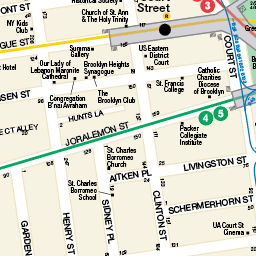 ONT ST
NY Kids
Club
Church of St. Ann
& The Holy Trinity
Street
3
GUE ST
COURT ST
Summa
Gallery
US Eastern
District
Court
t Hotel
Our Lady of
Lebanon Maronite
Cathedral
Brooklyn Heights
Synagogue
Catholic
Charities
Diocese
of Brooklyn
St. Francis
College
SEN ST
Congregation
B'nai Avraham
The
Brooklyn Club
HUNTS LA
4 5
ECT ALLEY
JORALEMON ST
Packer
Collegiate
Institute
St. Charles
Borromeo
Church
LIVINGSTON ST
AITKEN PL
St. Charles
Borromeo
School
SCHERMERHORN ST
GARDEN
HENRY ST
SIDNEY PL
CLINTON ST
UA Court St
Cinema